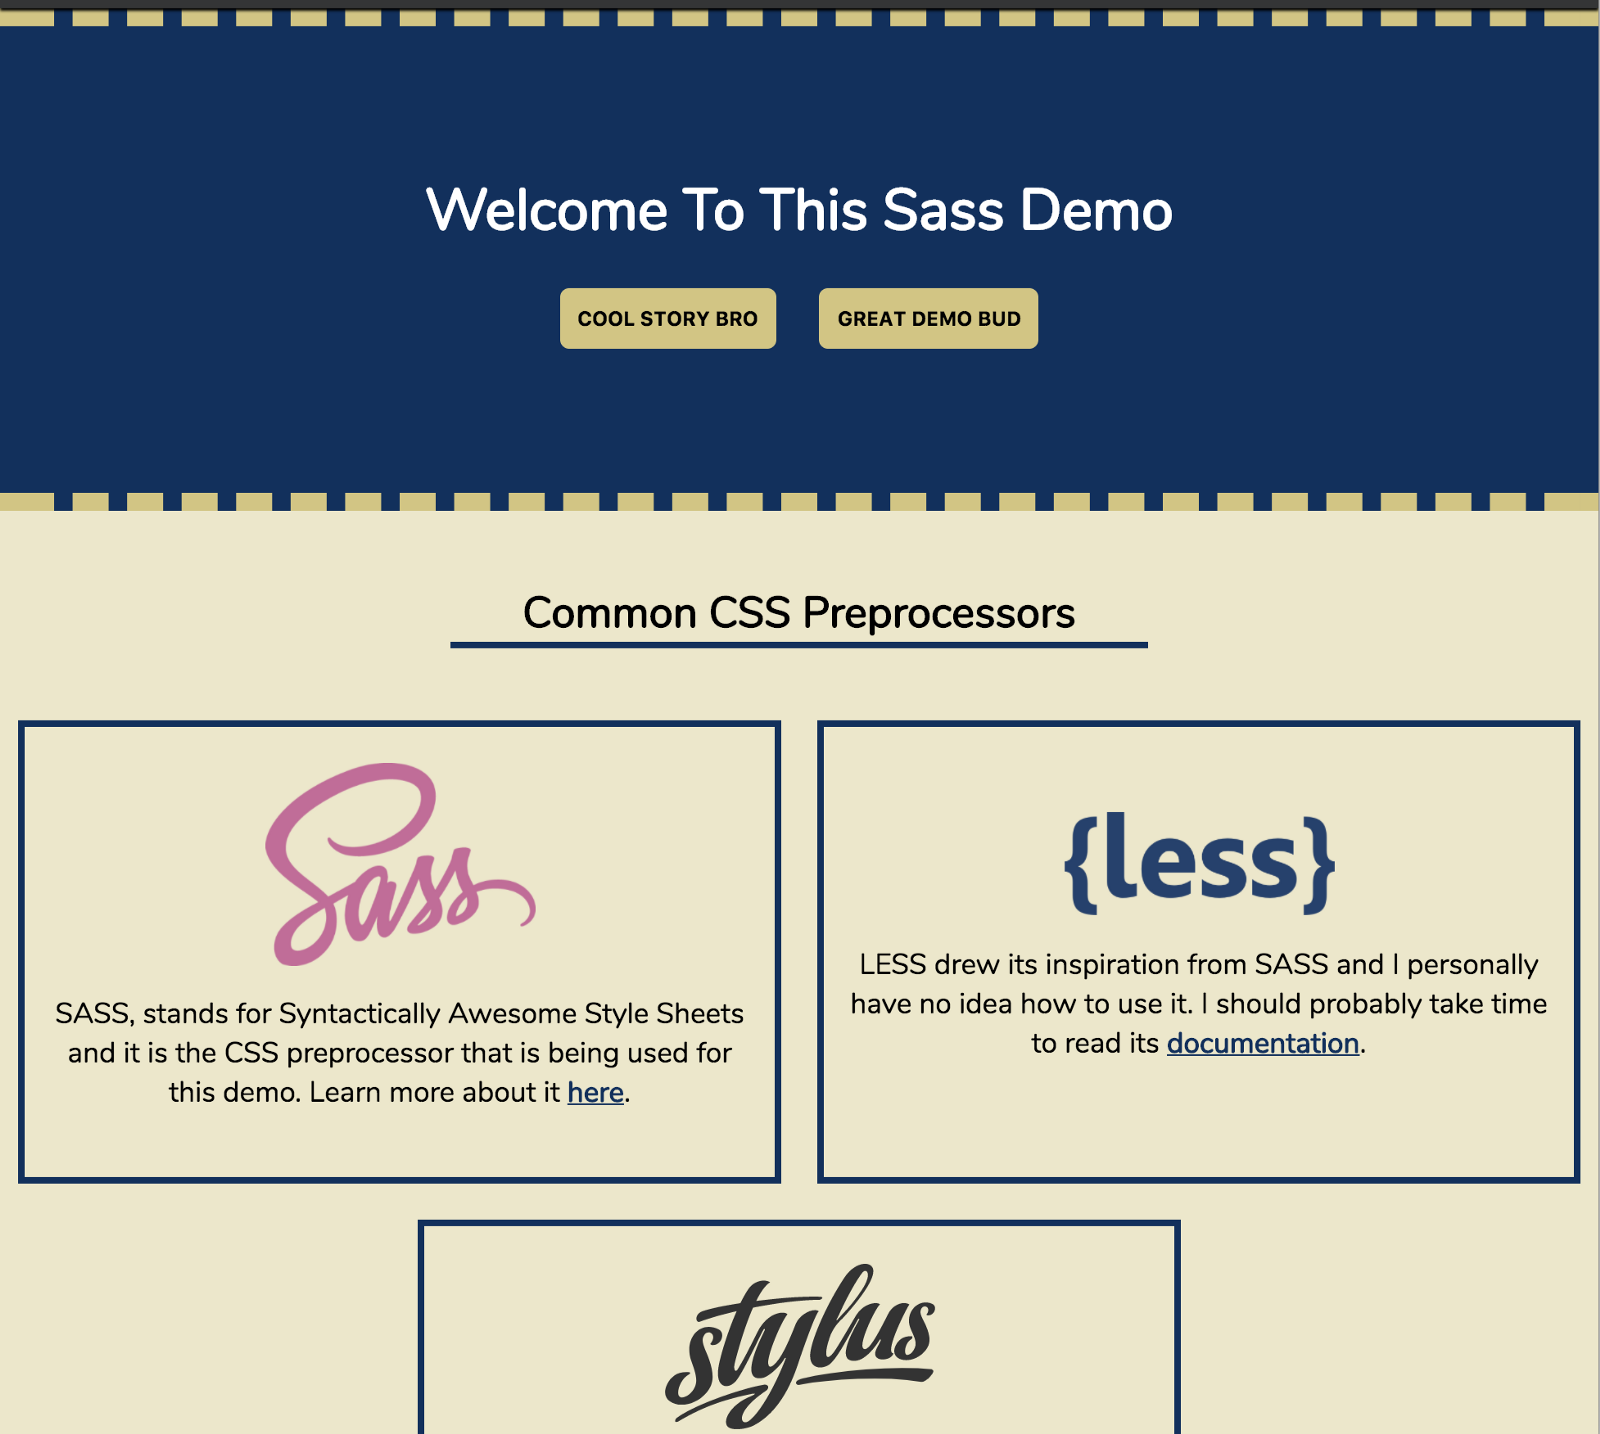 Welcome To This Sass Demo
COOL STORY BRO
GREAT DEMO BUD
Common CSS Preprocessors
Sass
SASS, stands for Syntactically Awesome Style Sheets
and it is the CSS preprocessor that is being used for
this demo. Learn more about it here.
{less}
LESS drew its inspiration from SASS and I personally
have no idea how to use it. I should probably take time
to read its documentation.
stylus